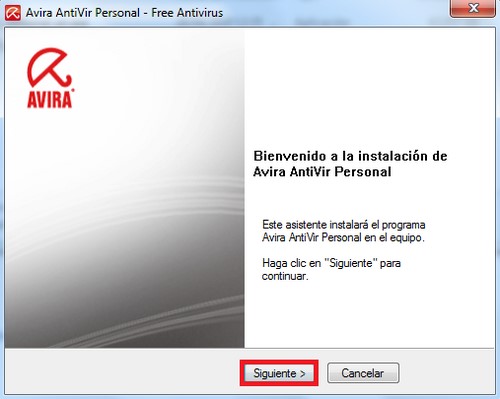 Avira AntiVir Personal - Free Antivirus
AVIRA
Bienvenido a la instalación de
Avira AntiVir Personal
Este asistente instalará el programa
Avira AntiVir Personal en el equipo.
Haga clic en "Siguiente" para
continuar.
Siguiente >
Cancelar